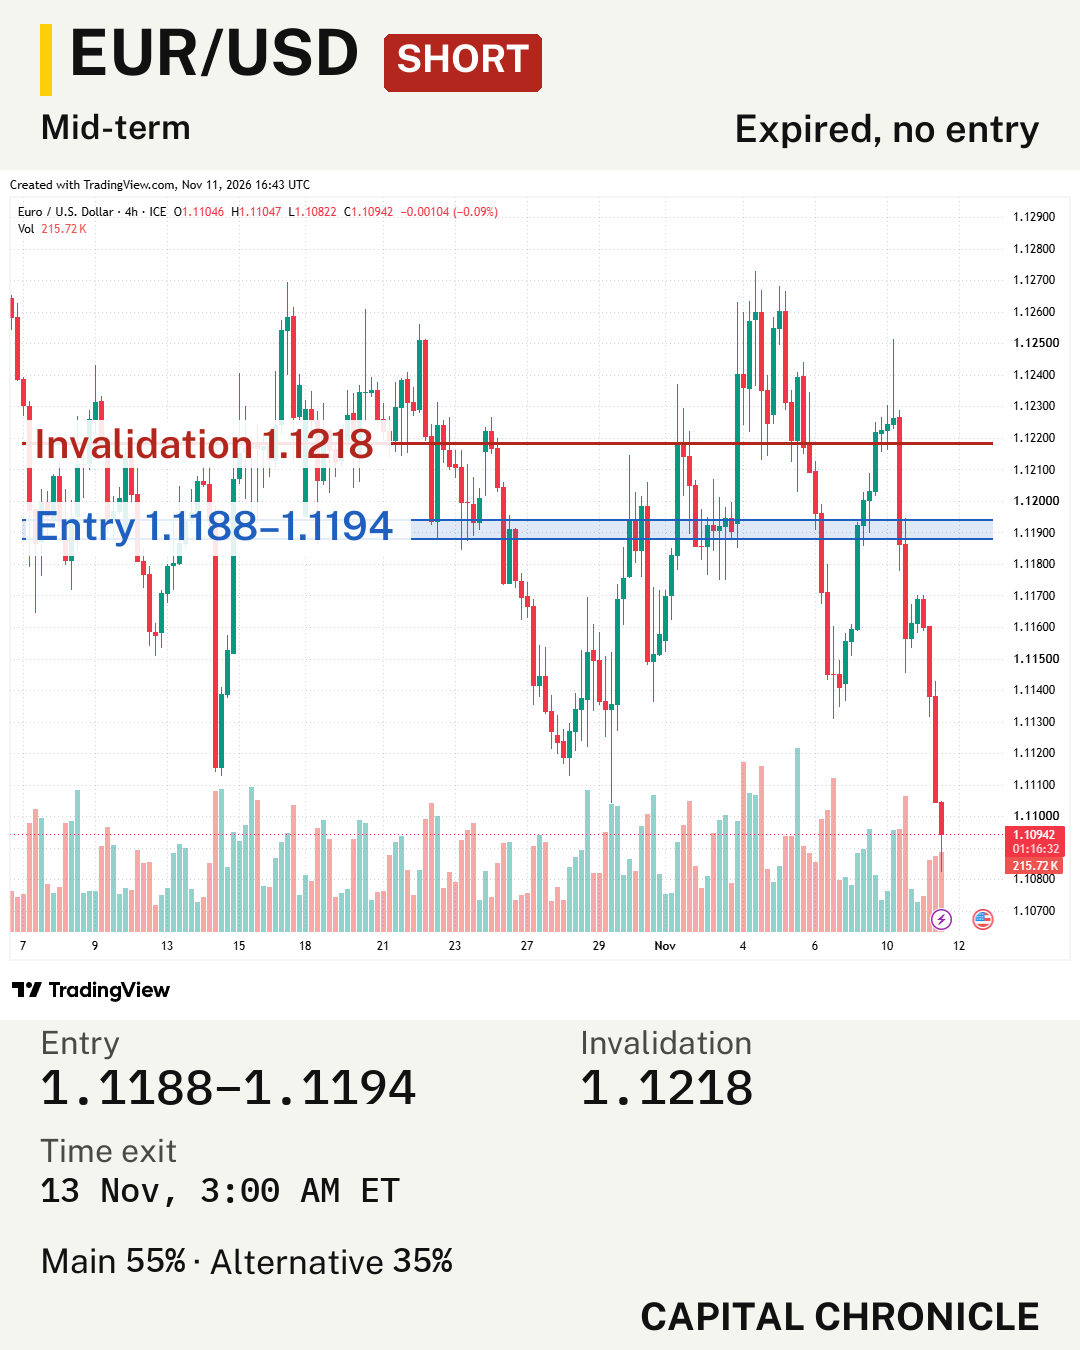 EUR/USD
SHORT
Mid-term
Expired, no entry
Created with TradingView.com, Nov 11, 2026 16:43 UTC
Euro / U.S. Dollar · 4h · ICE O1.11046 H1.11047 L1.10822 C1.10942 −0.00104 (−0.09%)
Vol 215.72 K
1.12900
1.12800
1.12700
1.12600
1.12500
1.12400
1.12300
1.12200
1.12100
1.12000
1.11900
1.11800
1.11700
1.11600
1.11500
1.11400
1.11300
1.11200
1.11100
1.11000
1.10942
01:16:32
215.72 K
1.10800
1.10700
Invalidation 1.1218
Entry 1.1188–1.1194
7 9 13 15 18 21 23 27 29 Nov 4 6 10 12
TradingView
Entry
1.1188–1.1194
Invalidation
1.1218
Time exit
13 Nov, 3:00 AM ET
Main 55% · Alternative 35%
CAPITAL CHRONICLE